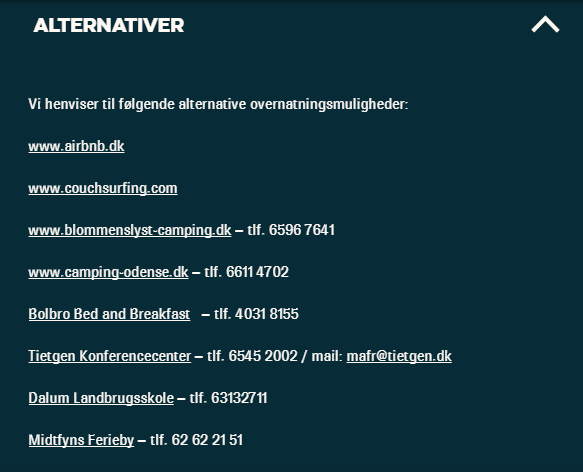 ALTERNATIVER
Vi henviser til følgende alternative overnatningsmuligheder:
www.airbnb.dk
www.couchsurfing.com
www.blommenslyst-camping.dk – tlf. 6596 7641
www.camping-odense.dk – tlf. 6611 4702
Bolbro Bed and Breakfast – tlf. 4031 8155
Tietgen Konferencecenter – tlf. 6545 2002 / mail: mafr@tietgen.dk
Dalum Landbrugsskole – tlf. 63132711
Midtfyns Ferieby – tlf. 62 62 21 51